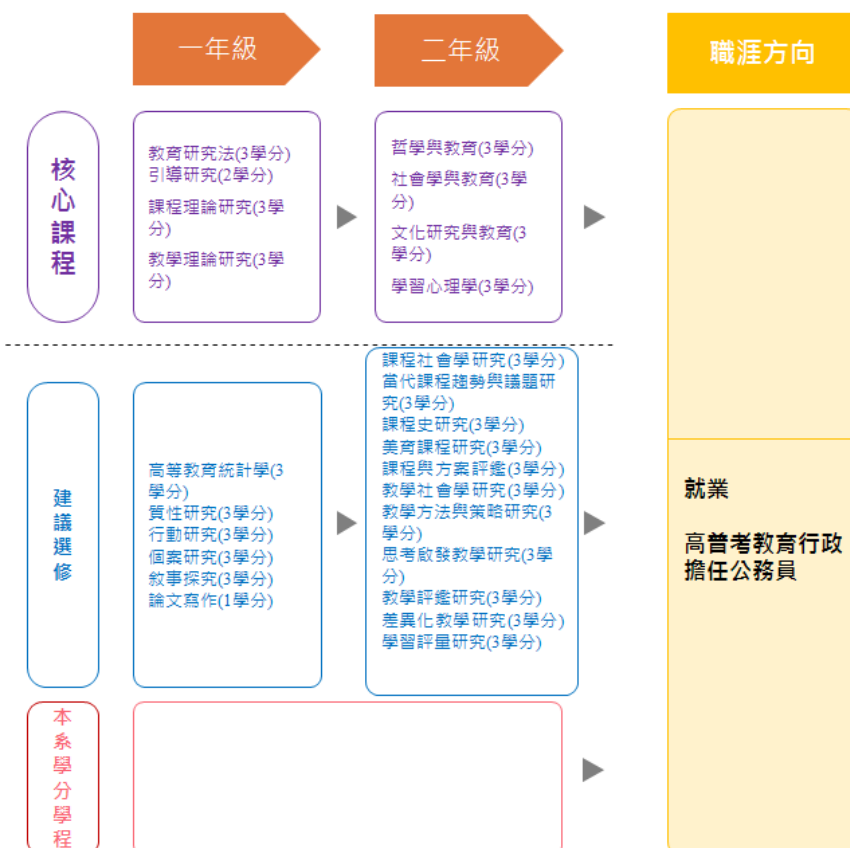 一年級
二年級
職涯方向
核心課程
教育研究法(3學分)
引導研究(2學分)
課程理論研究(3學
分)
教學理論研究(3學
分)
哲學與教育(3學分)
社會學與教育(3學
分)
文化研究與教育(3
學分)
學習心理學(3學分)
建議選修
高等教育統計學(3
學分)
質性研究(3學分)
行動研究(3學分)
個案研究(3學分)
敘事探究(3學分)
論文寫作(1學分)
課程社會學研究(3學分)
當代課程趨勢與議題研
究(3學分)
課程史研究(3學分)
美育課程研究(3學分)
課程與方案評鑑(3學分)
教學社會學研究(3學分)
教學方法與策略研究(3
學分)
思考啟發教學研究(3學
分)
教學評鑑研究(3學分)
差異化教學研究(3學分)
學習評量研究(3學分)
就業
高普考教育行政
擔任公務員
本系學分學程